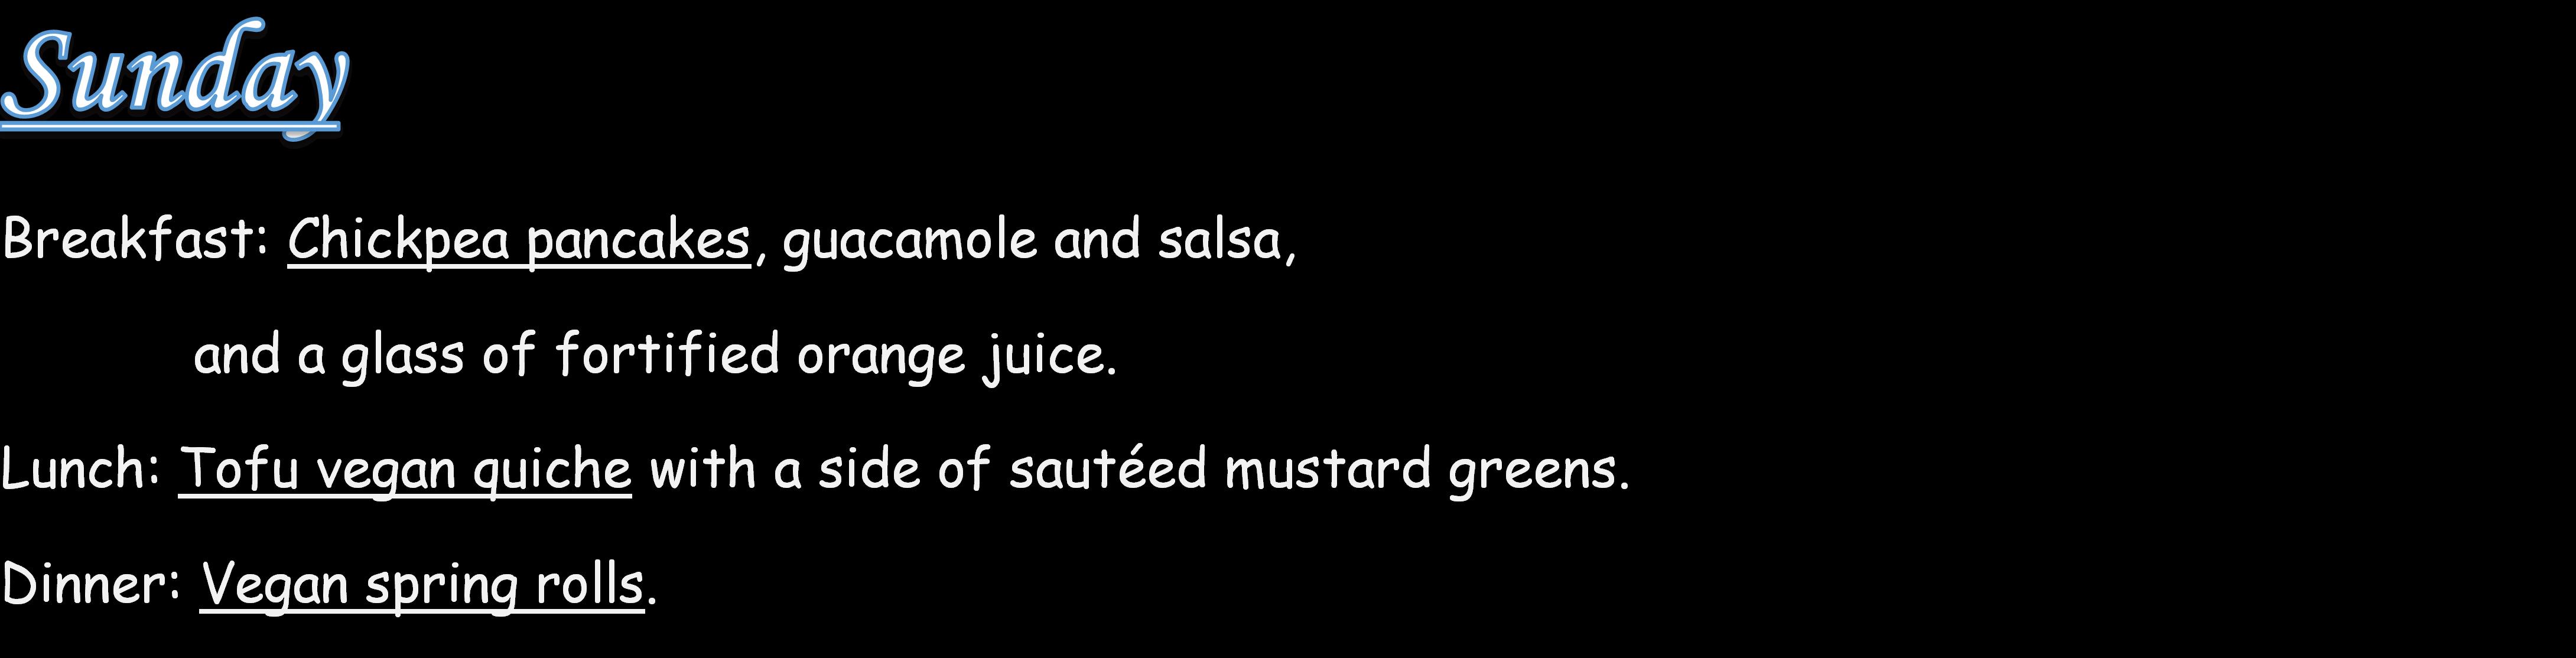 Sunday
Breakfast: Chickpea pancakes, guacamole and salsa,
and a glass of fortified orange juice.
Lunch: Tofu vegan quiche with a side of sautéed mustard greens.
Dinner: Vegan spring rolls.